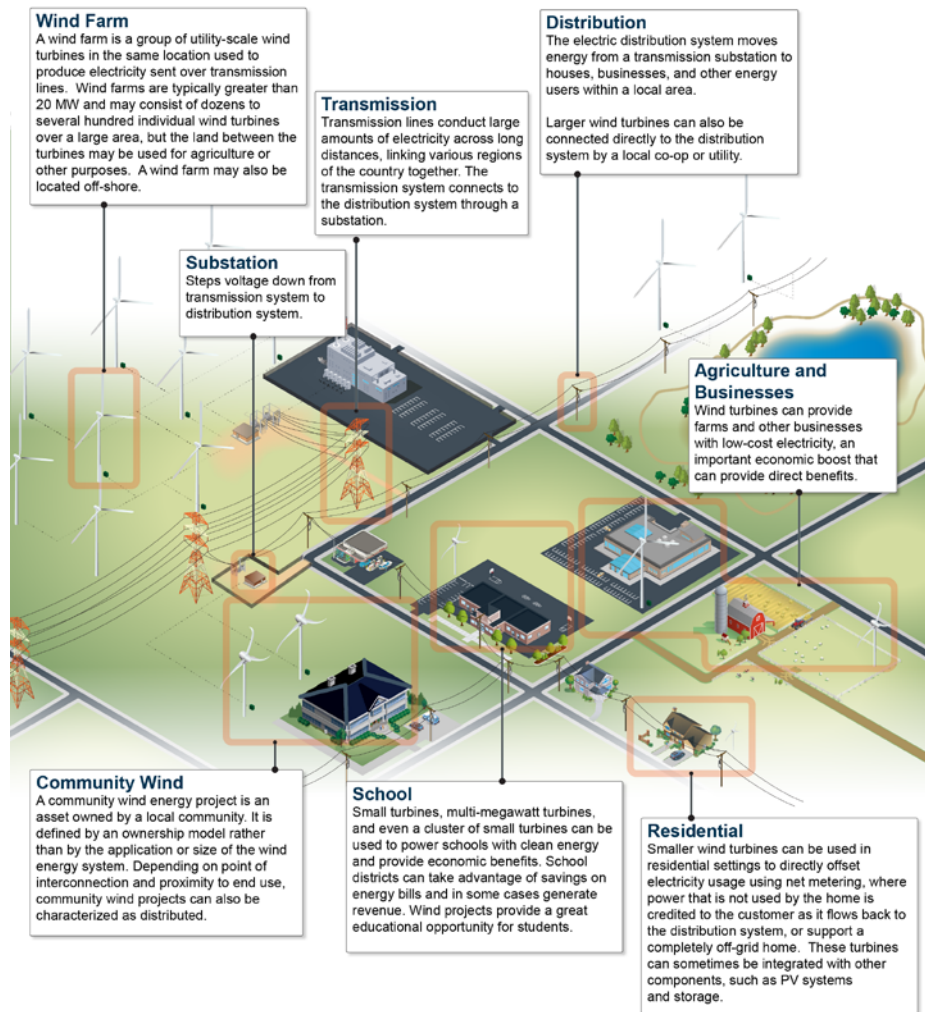 Wind Farm
A wind farm is a group of utility-scale wind
turbines in the same location used to
produce electricity sent over transmission
lines. Wind farms are typically greater than
20 MW and may consist of dozens to
several hundred individual wind turbines
over a large area, but the land between the
turbines may be used for agriculture or
other purposes. A wind farm may also be
located off-shore.
Transmission
Transmission lines conduct large
amounts of electricity across long
distances, linking various regions
of the country together. The
transmission system connects to
the distribution system through a
substation.
Distribution
The electric distribution system moves
energy from a transmission substation to
houses, businesses, and other energy
users within a local area.
Larger wind turbines can also be
connected directly to the distribution
system by a local co-op or utility.
Substation
Steps voltage down from
transmission system to
distribution system.
Agriculture and
Businesses
Wind turbines can provide
farms and other businesses
with low-cost electricity, an
important economic boost that
can provide direct benefits.
Community Wind
A community wind energy project is an
asset owned by a local community. It is
defined by an ownership model rather
than by the application or size of the wind
energy system. Depending on point of
interconnection and proximity to end use,
community wind projects can also be
characterized as distributed.
School
Small turbines, multi-megawatt turbines,
and even a cluster of small turbines can be
used to power schools with clean energy
and provide economic benefits. School
districts can take advantage of savings on
energy bills and in some cases generate
revenue. Wind projects provide a great
educational opportunity for students.
Residential
Smaller wind turbines can be used in
residential settings to directly offset
electricity usage using net metering, where
power that is not used by the home is
credited to the customer as it flows back to
the distribution system, or support a
completely off-grid home. These turbines
can sometimes be integrated with other
components, such as PV systems
and storage.